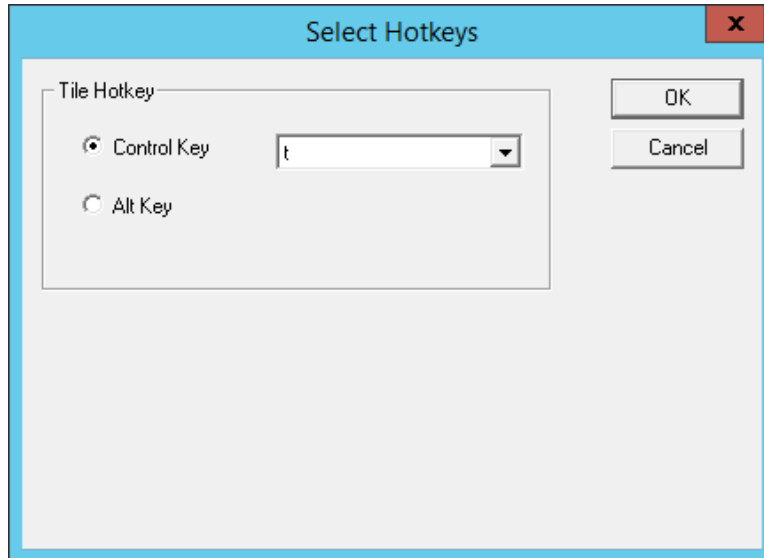 Select Hotkeys
x
Tile Hotkey
Control Key t
Alt Key
OK
Cancel